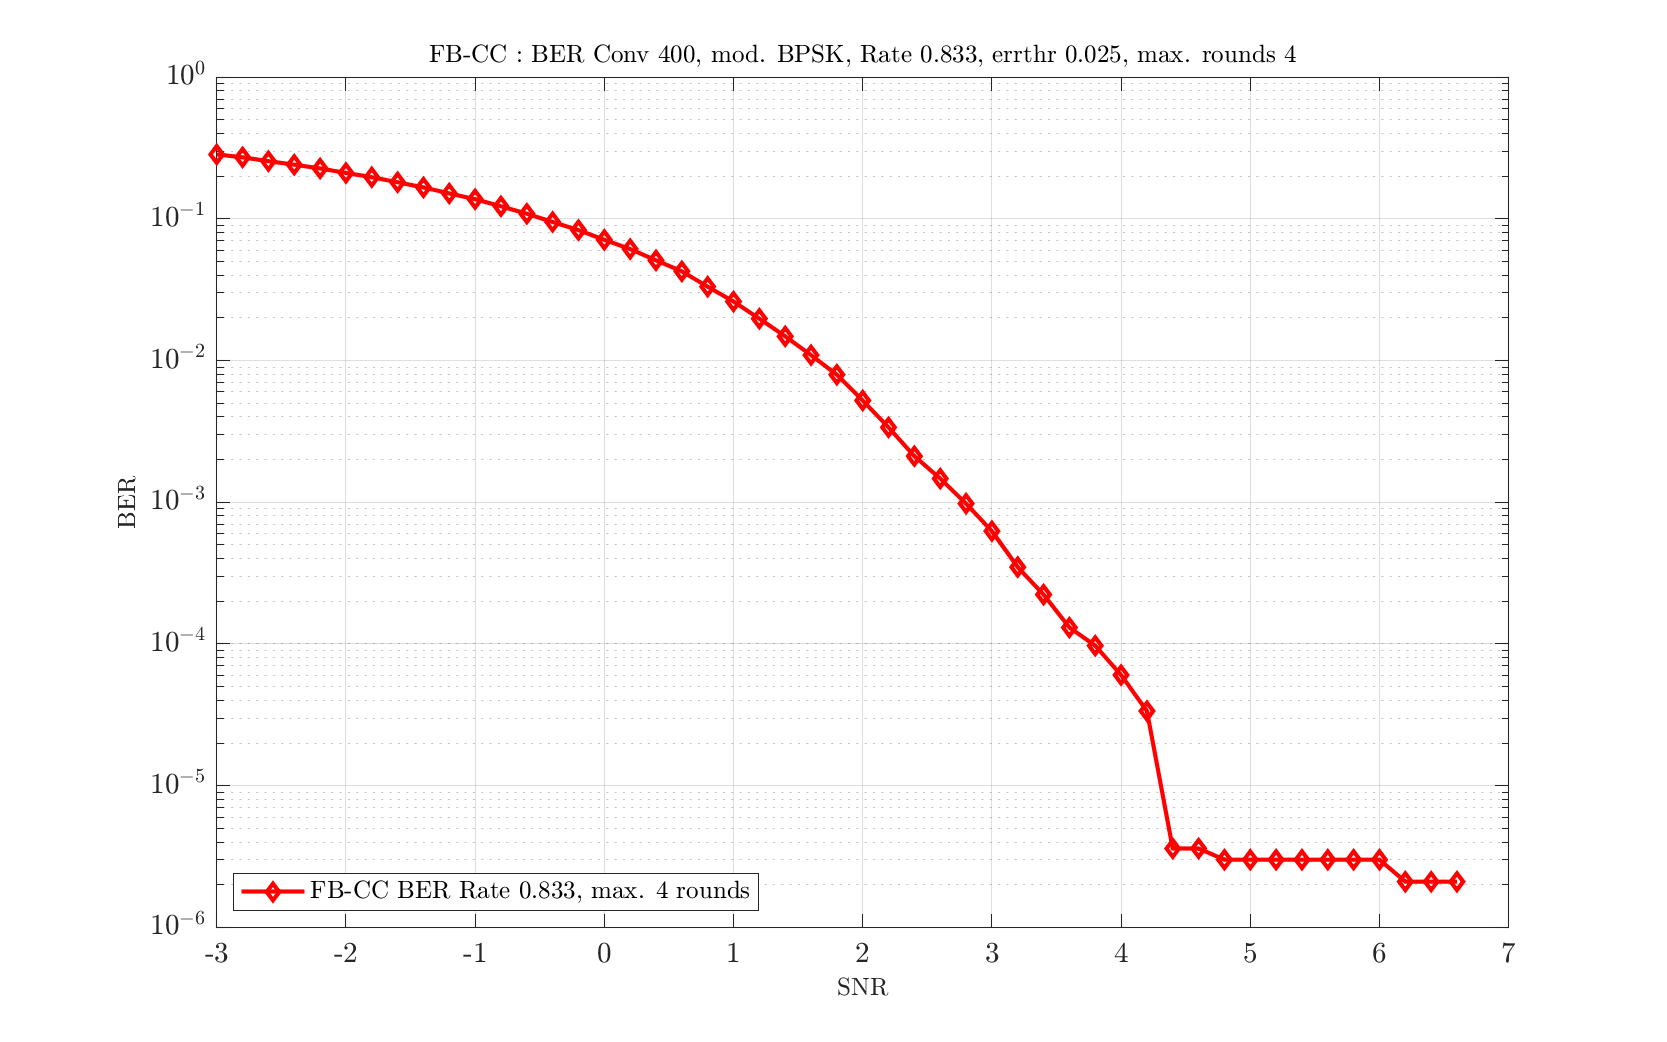 FB-CC : BER Conv 400, mod. BPSK, Rate 0.833, errthr 0.025, max. rounds 4
10^0
10^-1
10^-2
10^-3
10^-4
10^-5
10^-6
BER
FB-CC BER Rate 0.833, max. 4 rounds
-3 -2 -1 0 1 2 3 4 5 6 7
SNR